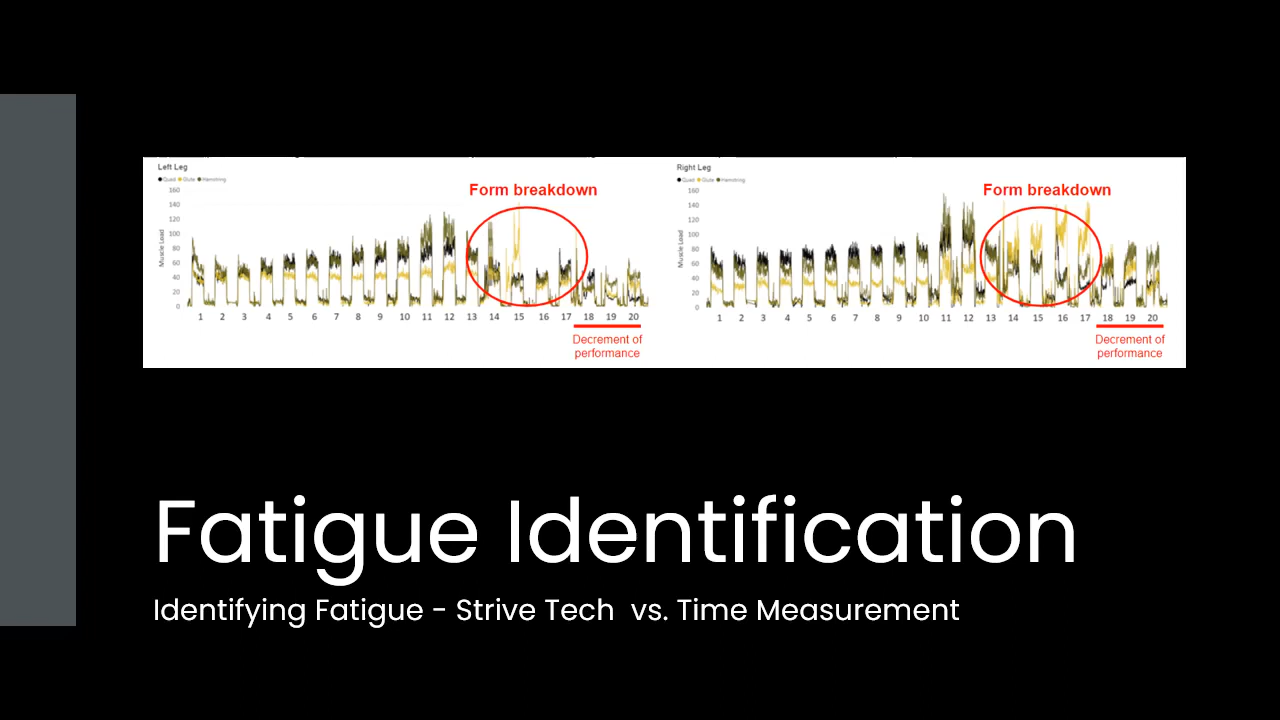 Left Leg
Quad Glute Hamstring
Form breakdown
160
140
120
100
80
60
40
20
0
Muscle Load
1 2 3 4 5 6 7 8 9 10 11 12 13 14 15 16 17 18 19 20
Decrement of
performance
Right Leg
Quad Glute Hamstring
Form breakdown
160
140
120
100
80
60
40
20
0
Muscle Load
1 2 3 4 5 6 7 8 9 10 11 12 13 14 15 16 17 18 19 20
Decrement of
performance
Fatigue Identification
Identifying Fatigue - Strive Tech vs. Time Measurement